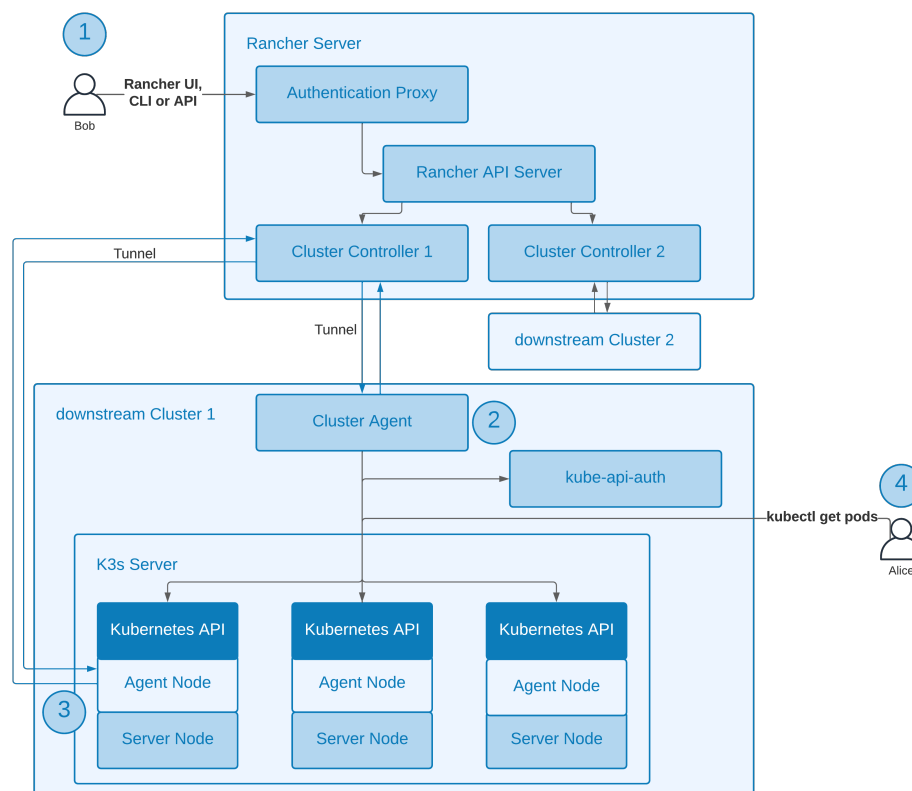 1
Rancher Server
Rancher UI,
CLI or API
Bob
Authentication Proxy
Rancher API Server
Cluster Controller 1
Cluster Controller 2
Tunnel
Tunnel
downstream Cluster 2
downstream Cluster 1
Cluster Agent
2
kube-api-auth
4
kubectl get pods
Alice
K3s Server
Kubernetes API
Kubernetes API
Kubernetes API
Agent Node
Agent Node
Agent Node
3
Server Node
Server Node
Server Node